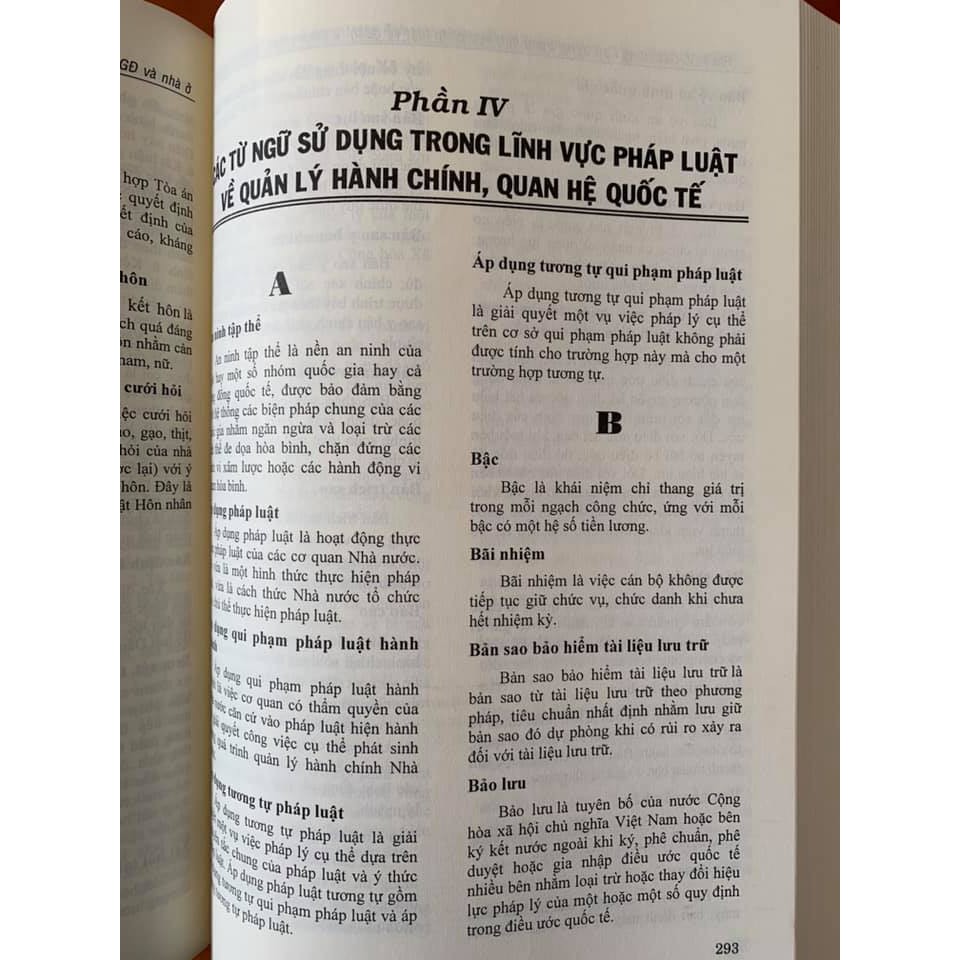 GĐ và nhà ở
hợp Tòa án
quyết định
ết định của
cáo, kháng
hôn
kết hôn là
ch quá đáng
ôn nhằm cản
nam, nữ.
cưới hỏi
ệc cưới hỏi
ao, gạo, thịt,
hỏi của nhà
ợc lại) với ý
hôn. Đây là
ật Hôn nhân
Phần IV
CÁC TỪ NGỮ SỬ DỤNG TRONG LĨNH VỰC PHÁP LUẬT
VỀ QUẢN LÝ HÀNH CHÍNH, QUAN HỆ QUỐC TẾ
A
ninh tập thể
An ninh tập thể là nền an ninh của
hay một số nhóm quốc gia hay cả
đồng quốc tế, được bảo đảm bằng
hệ thống các biện pháp chung của các
gia nhằm ngăn ngừa và loại trừ các
thể đe dọa hòa bình, chặn đứng các
vi xâm lược hoặc các hành động vi
hòa bình.
dụng pháp luật
Áp dụng pháp luật là hoạt động thực
pháp luật của các cơ quan Nhà nước.
vừa là một hình thức thực hiện pháp
vừa là cách thức Nhà nước tổ chức
chủ thể thực hiện pháp luật.
dụng qui phạm pháp luật hành
Áp dụng qui phạm pháp luật hành
là việc cơ quan có thẩm quyền của
nước căn cứ vào pháp luật hiện hành
quyết công việc cụ thể phát sinh
quá trình quản lý hành chính Nhà
dụng tương tự pháp luật
Áp dụng tương tự pháp luật là giải
một vụ việc pháp lý cụ thể dựa trên
sắc chung của pháp luật và ý thức
luật. Áp dụng pháp luật tương tự gồm
tương tự qui phạm pháp luật và áp
tương tự pháp luật.
Áp dụng tương tự qui phạm pháp luật
Áp dụng tương tự qui phạm pháp luật
là giải quyết một vụ việc pháp lý cụ thể
trên cơ sở qui phạm pháp luật không phải
được tính cho trường hợp này mà cho một
trường hợp tương tự.
B
Bậc
Bậc là khái niệm chỉ thang giá trị
trong mỗi ngạch công chức, ứng với mỗi
bậc có một hệ số tiền lương.
Bãi nhiệm
Bãi nhiệm là việc cán bộ không được
tiếp tục giữ chức vụ, chức danh khi chưa
hết nhiệm kỳ.
Bản sao bảo hiểm tài liệu lưu trữ
Bản sao bảo hiểm tài liệu lưu trữ là
bản sao từ tài liệu lưu trữ theo phương
pháp, tiêu chuẩn nhất định nhằm lưu giữ
bản sao đó dự phòng khi có rủi ro xảy ra
đối với tài liệu lưu trữ.
Bảo lưu
Bảo lưu là tuyên bố của nước Cộng
hòa xã hội chủ nghĩa Việt Nam hoặc bên
ký kết nước ngoài khi ký, phê chuẩn, phê
duyệt hoặc gia nhập điều ước quốc tế
nhiều bên nhằm loại trừ hoặc thay đổi hiệu
lực pháp lý của một hoặc một số quy định
trong điều ước quốc tế.
293